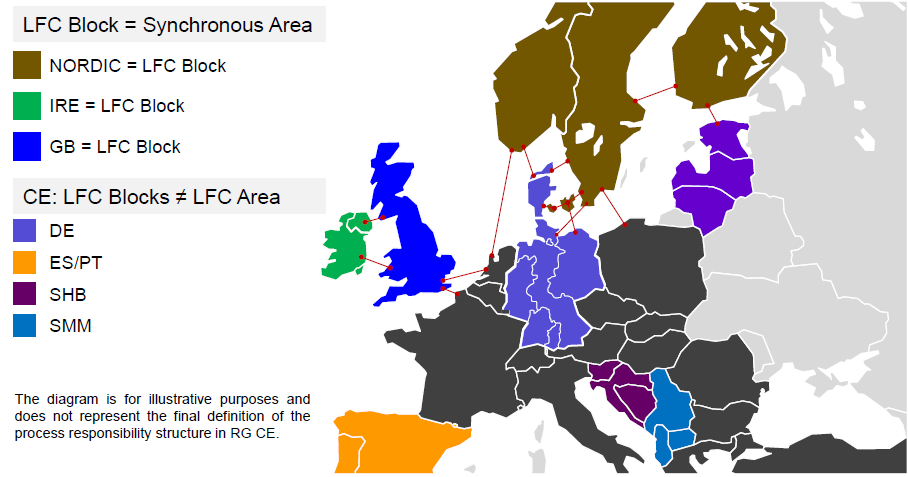 LFC Block = Synchronous Area
NORDIC = LFC Block
IRE = LFC Block
GB = LFC Block
CE: LFC Blocks ≠ LFC Area
DE
ES/PT
SHB
SMM
The diagram is for illustrative purposes and
does not represent the final definition of the
process responsibility structure in RG CE.